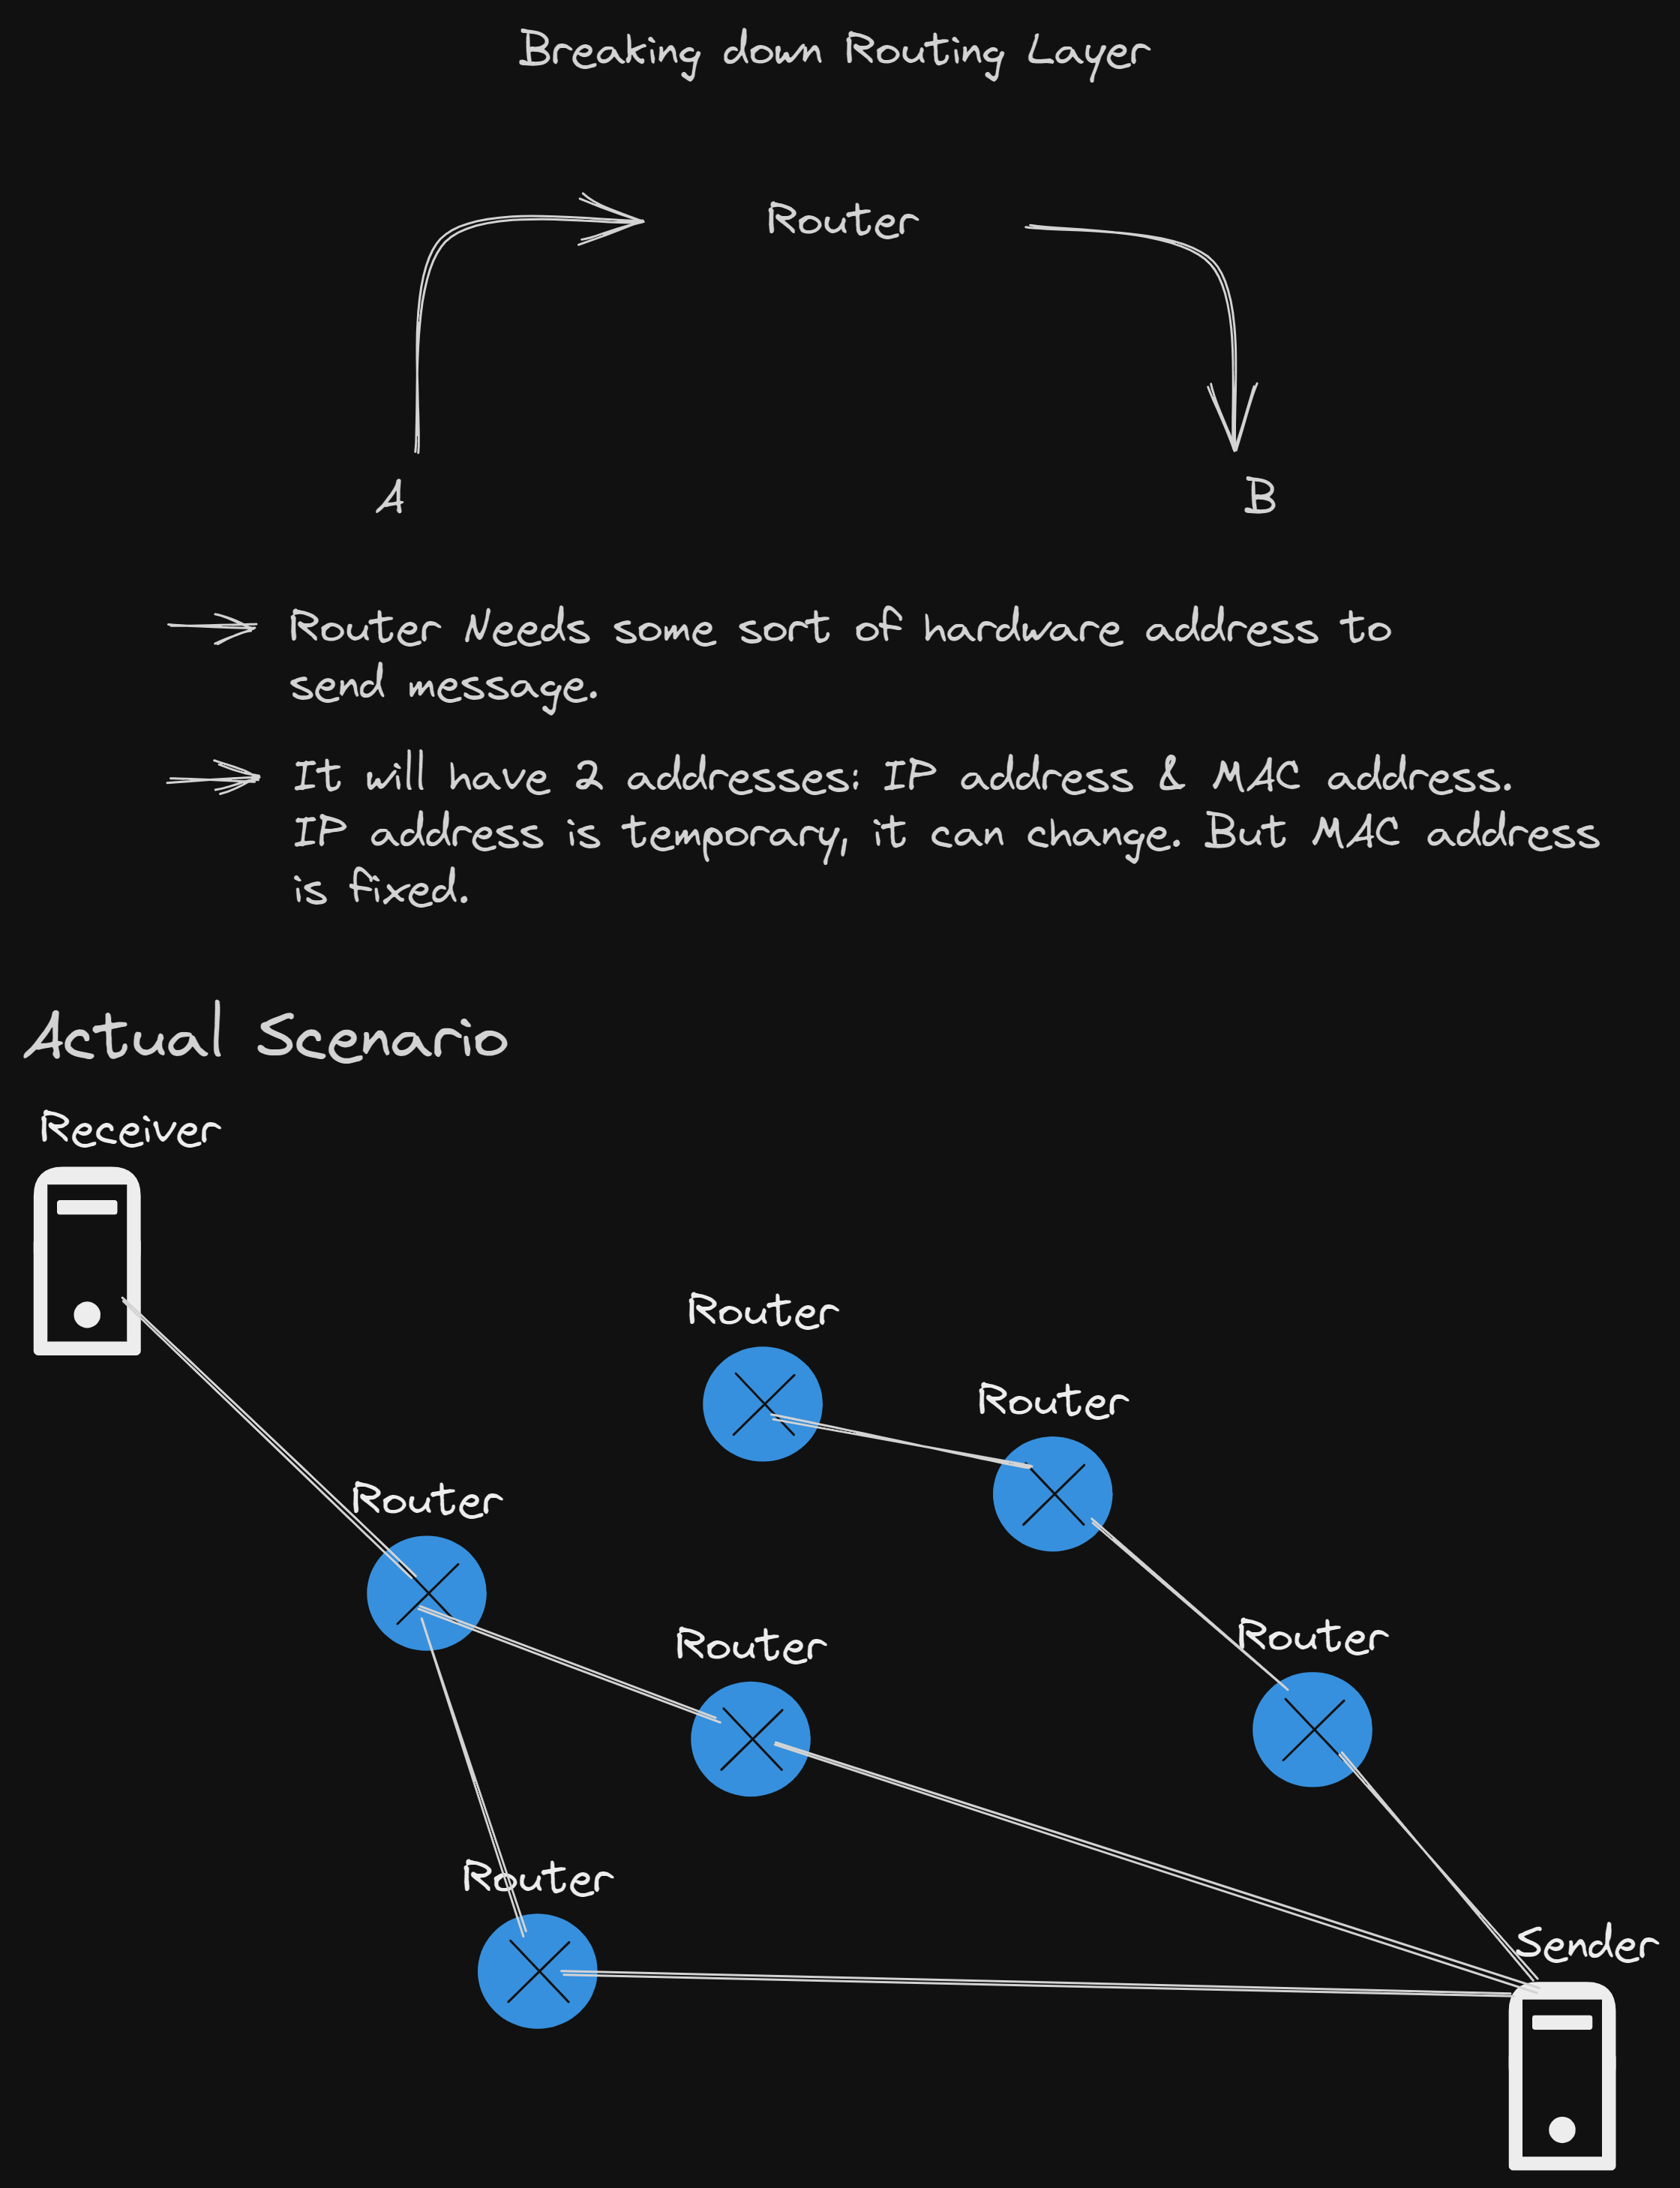 Breaking down Routing Layer
Router
A
B
Router Needs some sort of hardware address to
send message.
It will have 2 addresses: IP address & MAC address.
IP address is temporary, it can change. But MAC address
is fixed.
Actual Scenario
Receiver
Router
Router
Router
Router
Router
Router
Sender